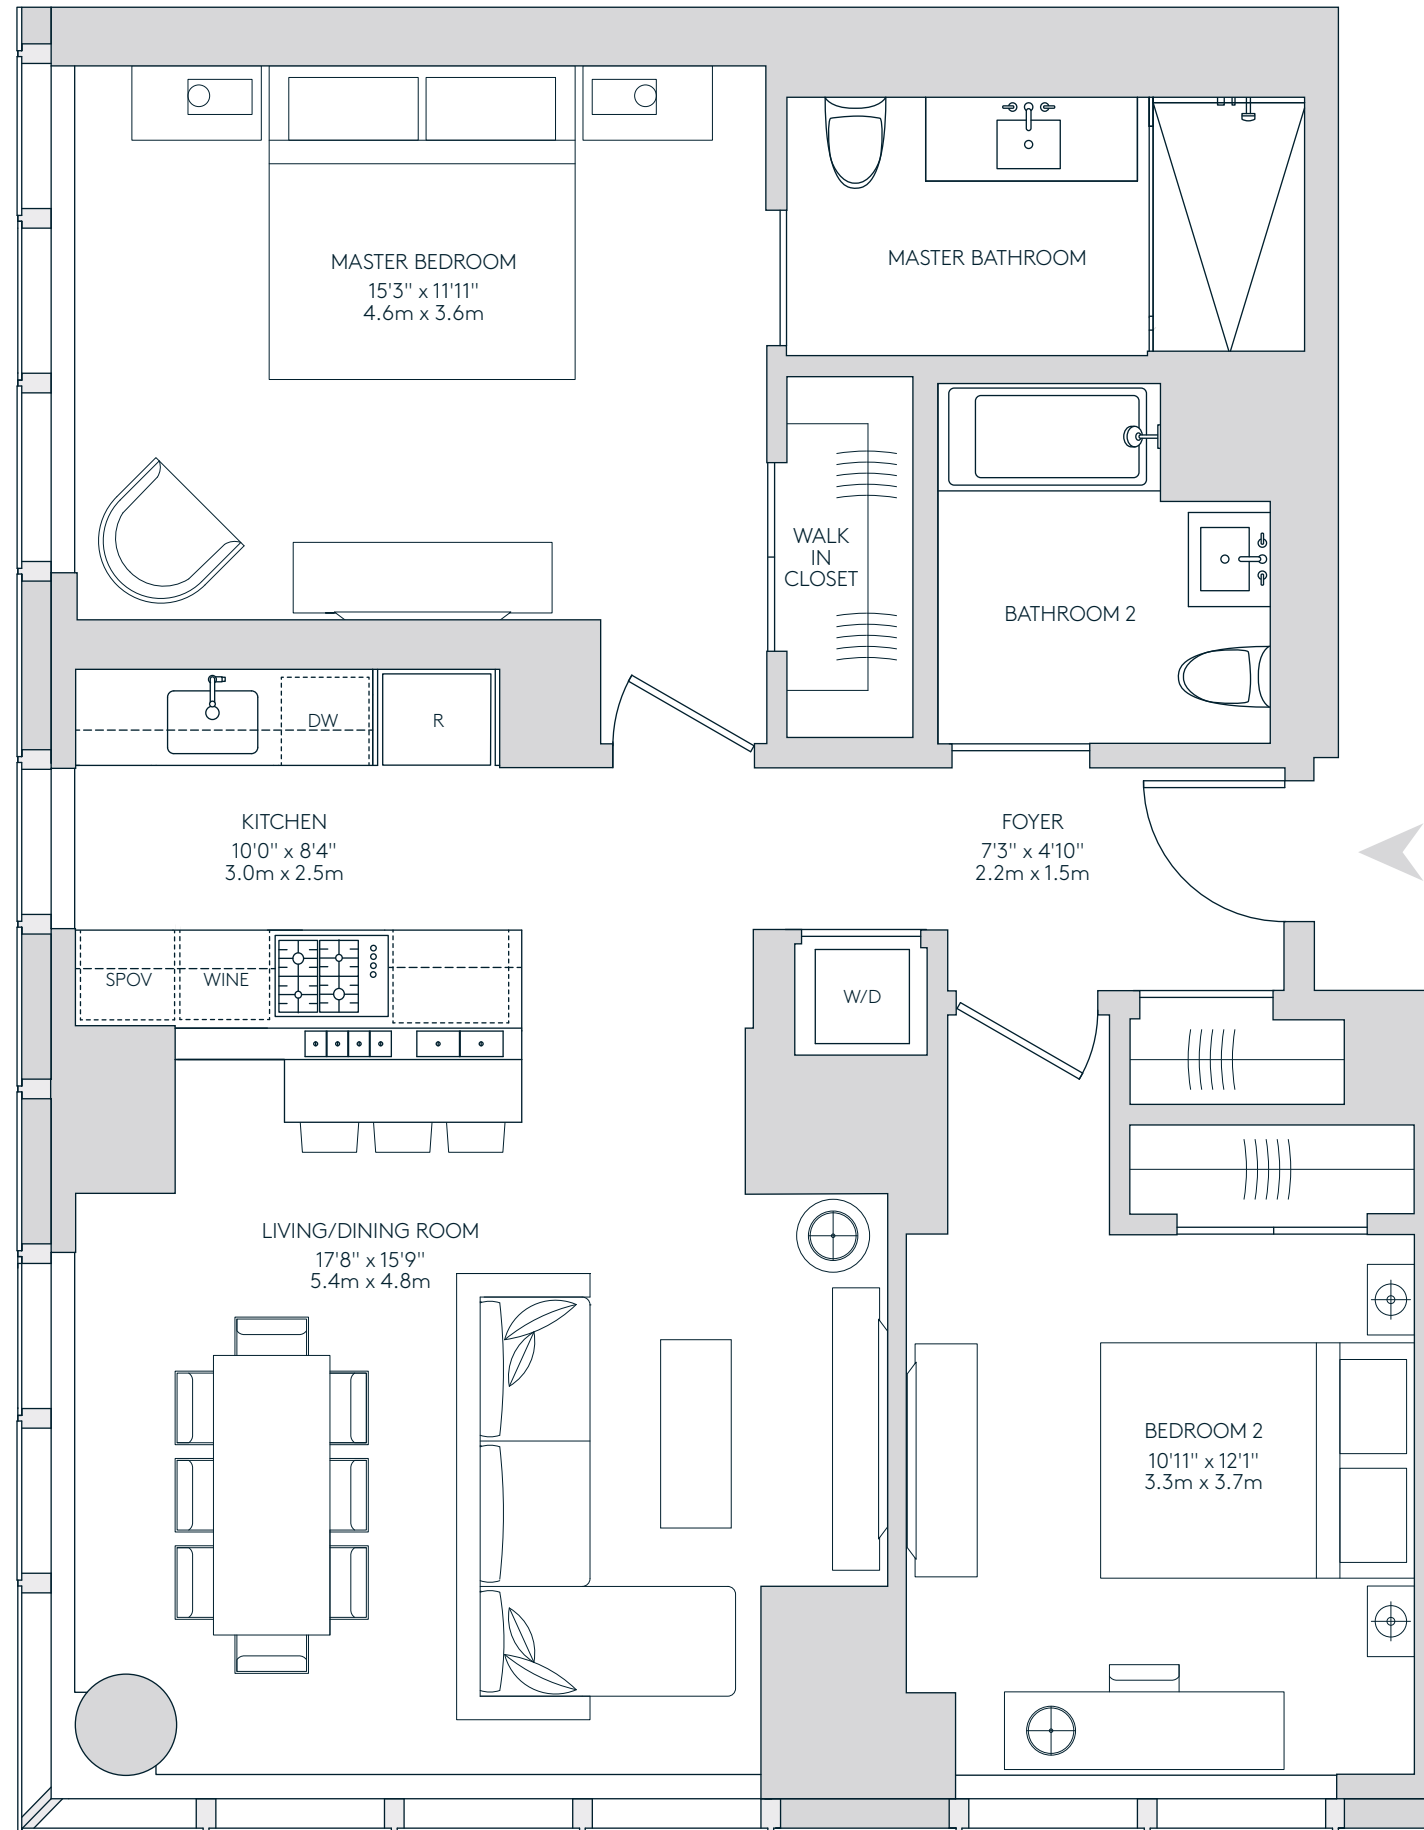 MASTER BEDROOM
15'3" x 11'11"
4.6m x 3.6m
MASTER BATHROOM
WALK
IN
CLOSET
BATHROOM 2
DW
R
KITCHEN
10'0" x 8'4"
3.0m x 2.5m
FOYER
7'3" x 4'10"
2.2m x 1.5m
SPOV
WINE
W/D
LIVING/DINING ROOM
17'8" x 15'9"
5.4m x 4.8m
BEDROOM 2
10'11" x 12'1"
3.3m x 3.7m